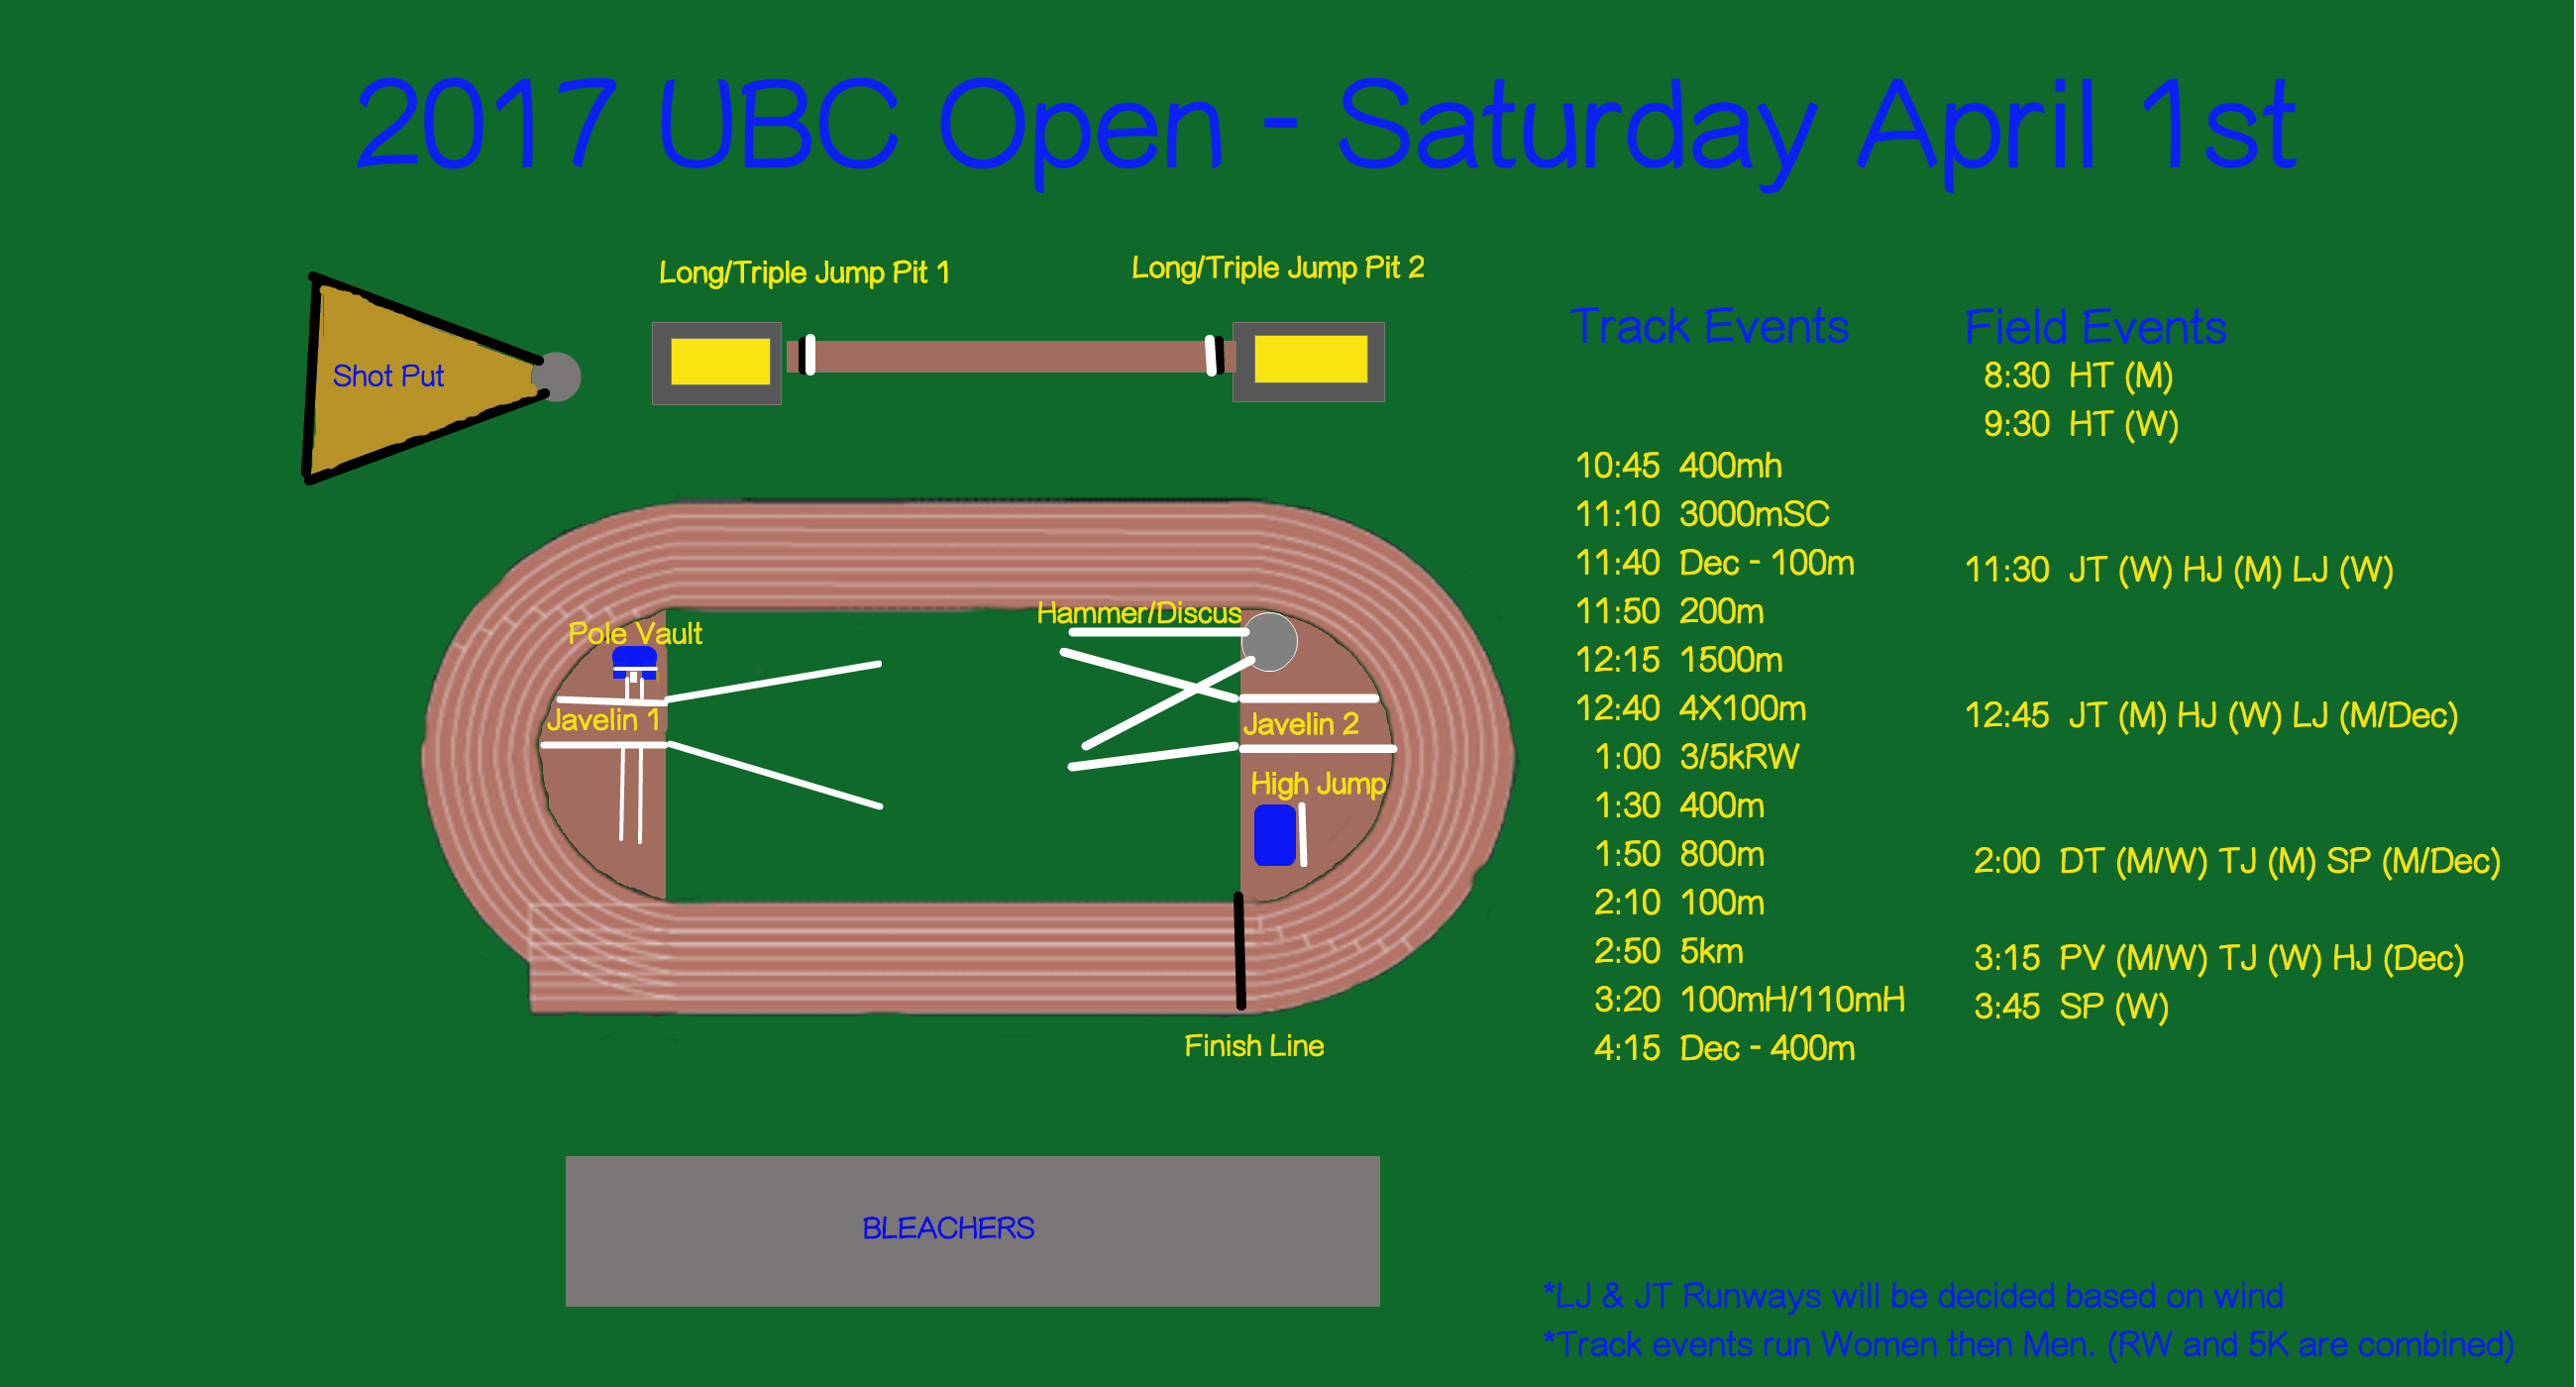 2017 UBC Open - Saturday April 1st
Long/Triple Jump Pit 1
Long/Triple Jump Pit 2
Shot Put
Hammer/Discus
Pole Vault
Javelin 1
Javelin 2
High Jump
Finish Line
BLEACHERS
Track Events
10:45 400mh
11:10 3000mSC
11:40 Dec - 100m
11:50 200m
12:15 1500m
12:40 4X100m
1:00 3/5kRW
1:30 400m
1:50 800m
2:10 100m
2:50 5km
3:20 100mH/110mH
4:15 Dec - 400m
Field Events
8:30 HT (M)
9:30 HT (W)
11:30 JT (W) HJ (M) LJ (W)
12:45 JT (M) HJ (W) LJ (M/Dec)
2:00 DT (M/W) TJ (M) SP (M/Dec)
3:15 PV (M/W) TJ (W) HJ (Dec)
3:45 SP (W)
*LJ & JT Runways will be decided based on wind
*Track events run Women then Men. (RW and 5K are combined)